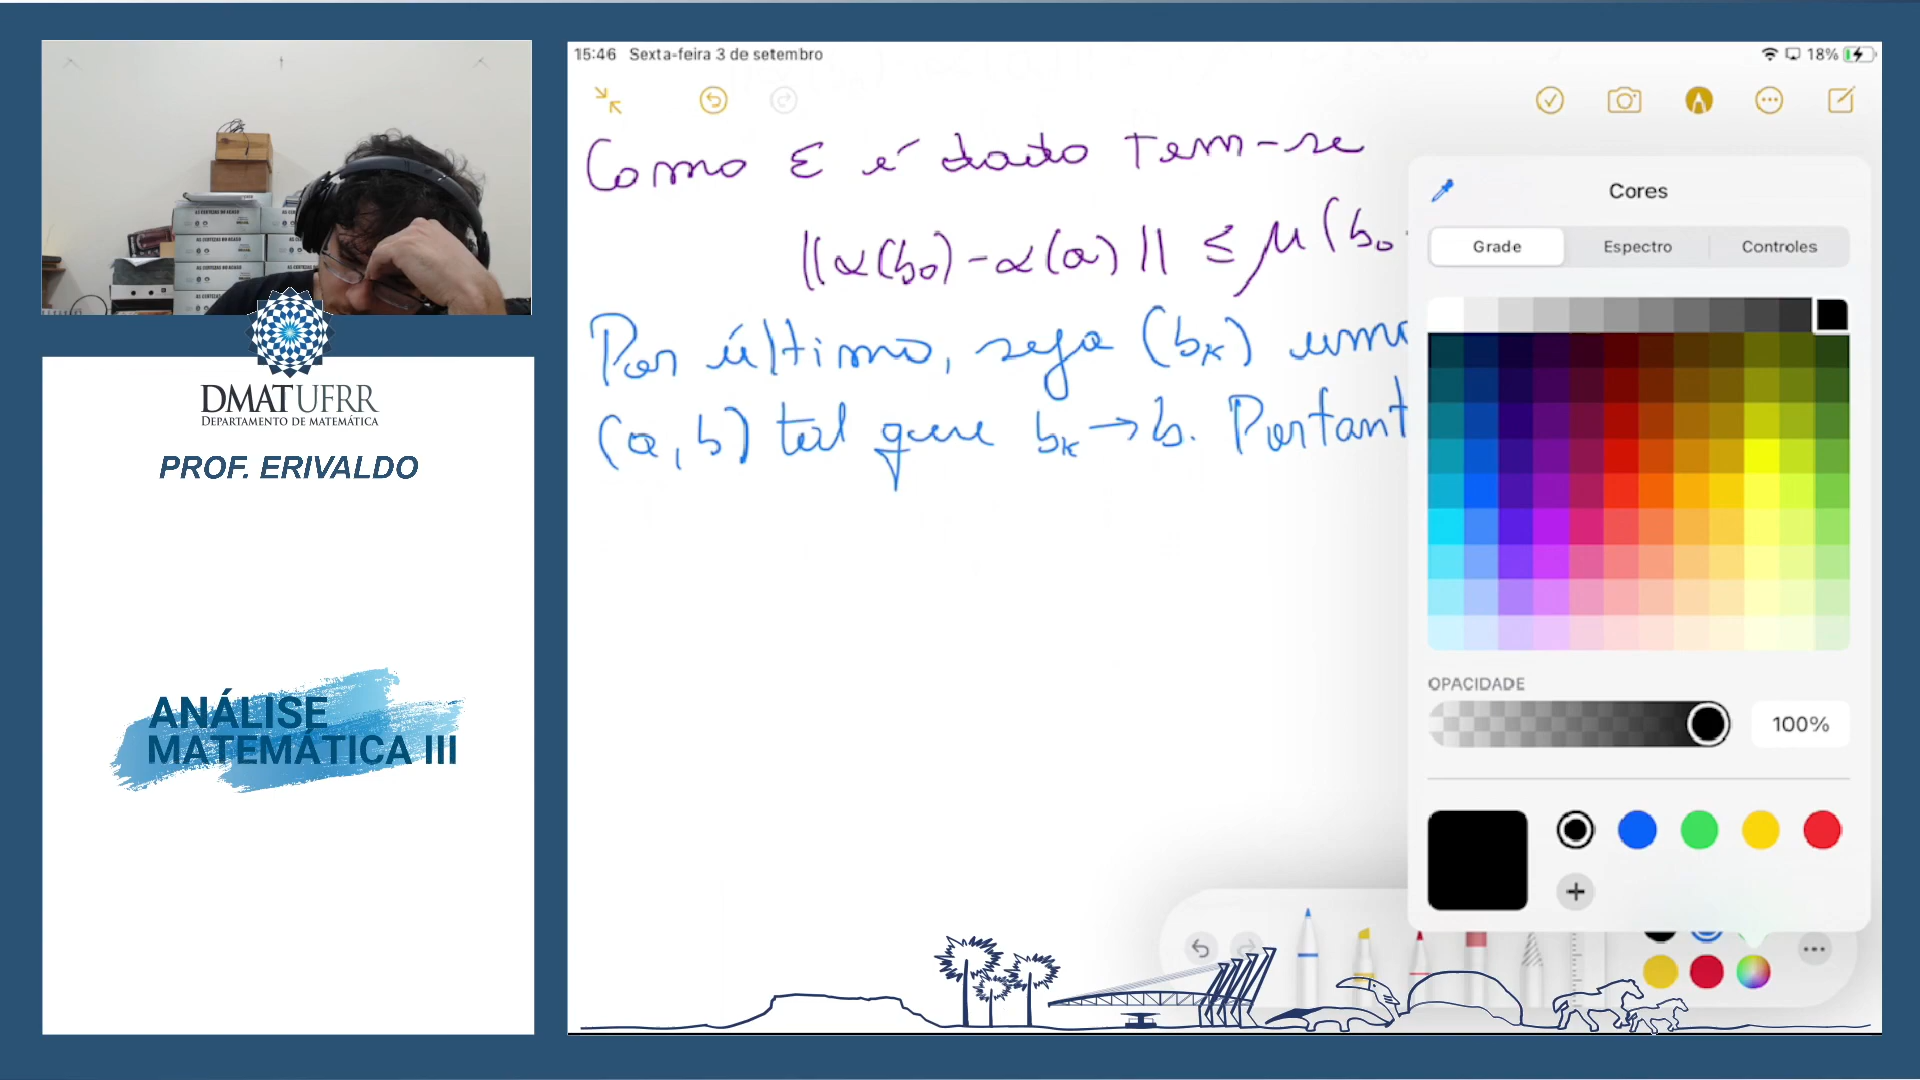 15:46 Sexta-feira 3 de setembro
18%
Como ε é dado tem-se
||α(b₀)-α(a)|| ≤ μ(b₀
Por último, seja (bₖ) uma
(a,b) tal que bₖ→b. Portant
Cores
Grade
Espectro
Controles
OPACIDADE
100%
DMATUFRR
DEPARTAMENTO DE MATEMÁTICA
PROF. ERIVALDO
ANÁLISE
MATEMÁTICA III